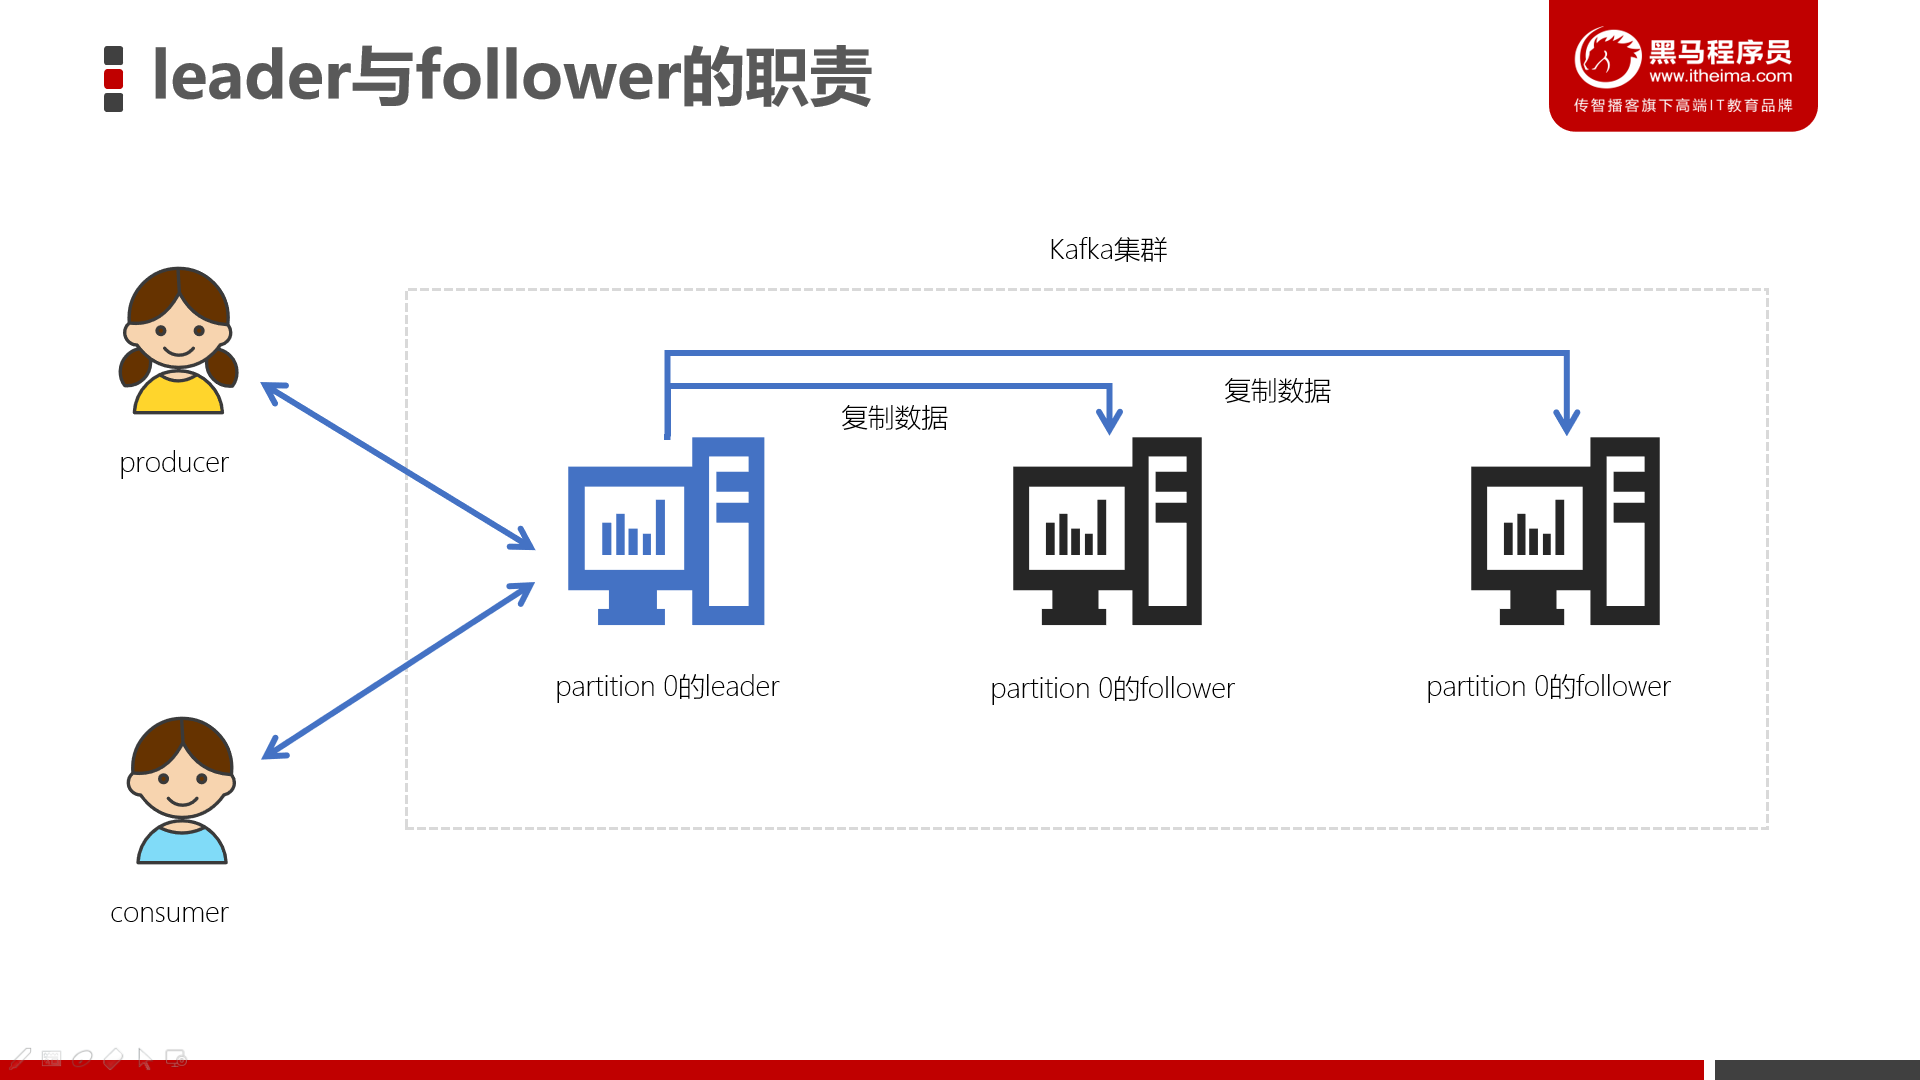 leader与follower的职责
黑马程序员
www.itheima.com
传智播客旗下高端IT教育品牌
Kafka集群
复制数据
复制数据
producer
partition 0的leader
partition 0的follower
partition 0的follower
consumer